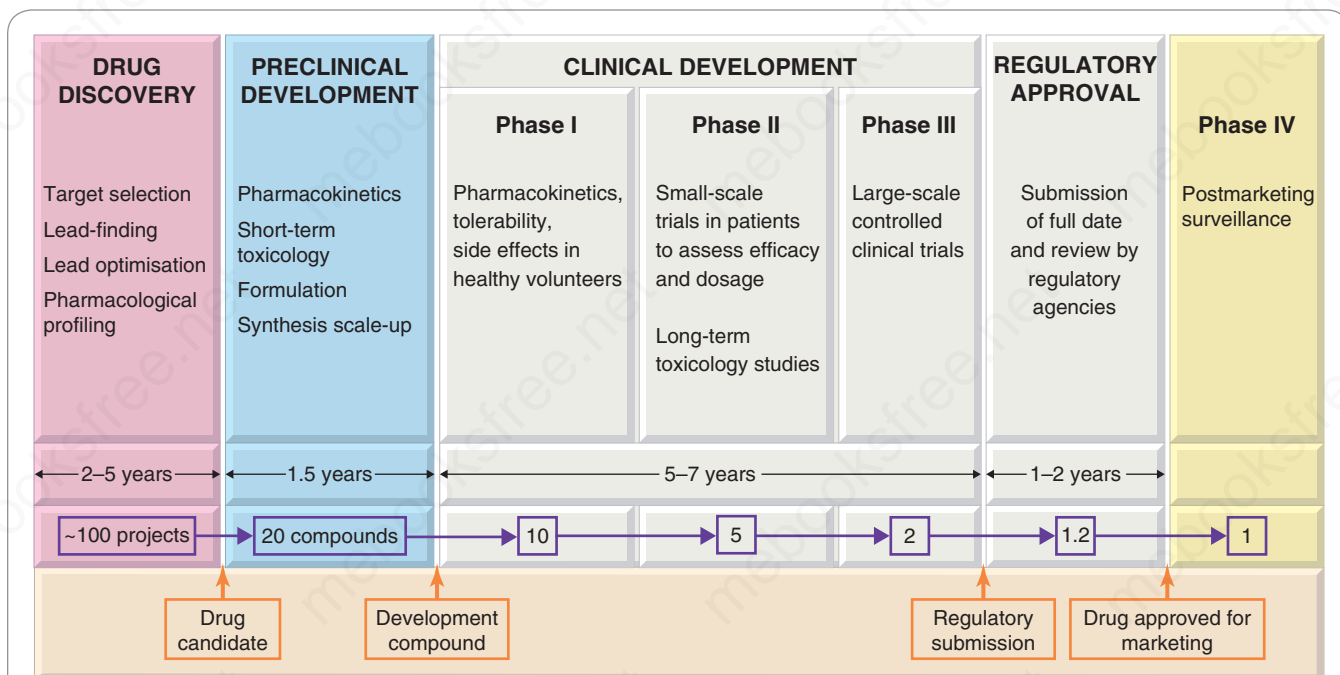 DRUG
DISCOVERY
Target selection
Lead-finding
Lead optimisation
Pharmacological
profiling
PRECLINICAL
DEVELOPMENT
Pharmacokinetics
Short-term
toxicology
Formulation
Synthesis scale-up
CLINICAL DEVELOPMENT
Phase I
Pharmacokinetics,
tolerability,
side effects in
healthy volunteers
Phase II
Small-scale
trials in patients
to assess efficacy
and dosage
Long-term
toxicology studies
Phase III
Large-scale
controlled
clinical trials
REGULATORY
APPROVAL
Submission
of full date
and review by
regulatory
agencies
Phase IV
Postmarketing
surveillance
2–5 years
1.5 years
5–7 years
1–2 years
~100 projects
20 compounds
10
5
2
1.2
1
Drug
candidate
Development
compound
Regulatory
submission
Drug approved for
marketing
mebooksfree.net